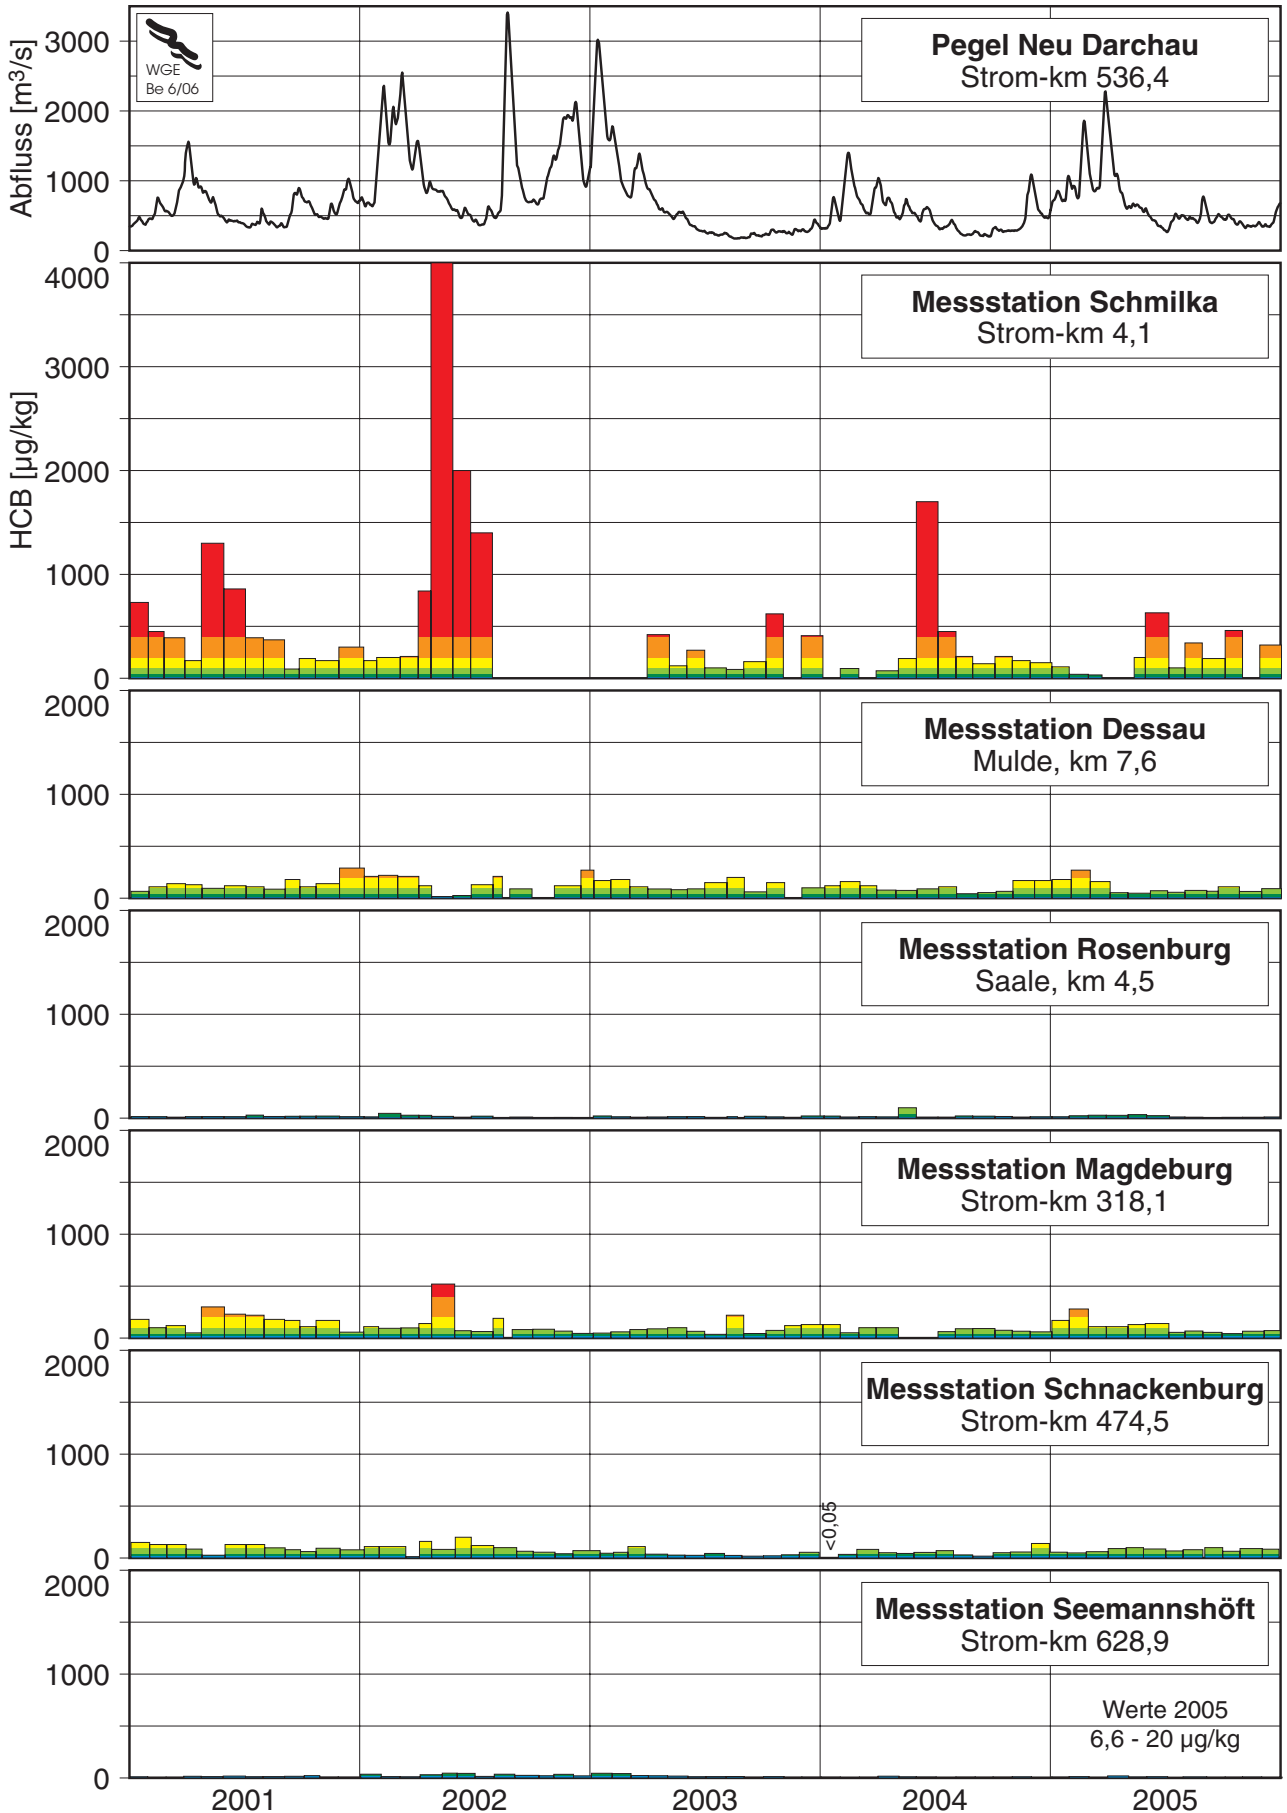 Abfluss [m³/s]
3000
2000
1000
0
WGE
Be 6/06
Pegel Neu Darchau
Strom-km 536,4
HCB [µg/kg]
4000
3000
2000
1000
0
Messstation Schmilka
Strom-km 4,1
2000
1000
0
Messstation Dessau
Mulde, km 7,6
2000
1000
0
Messstation Rosenburg
Saale, km 4,5
2000
1000
0
Messstation Magdeburg
Strom-km 318,1
2000
1000
0
Messstation Schnackenburg
Strom-km 474,5
<0,05
2000
1000
0
Messstation Seemannshöft
Strom-km 628,9
Werte 2005
6,6 - 20 µg/kg
2001 2002 2003 2004 2005